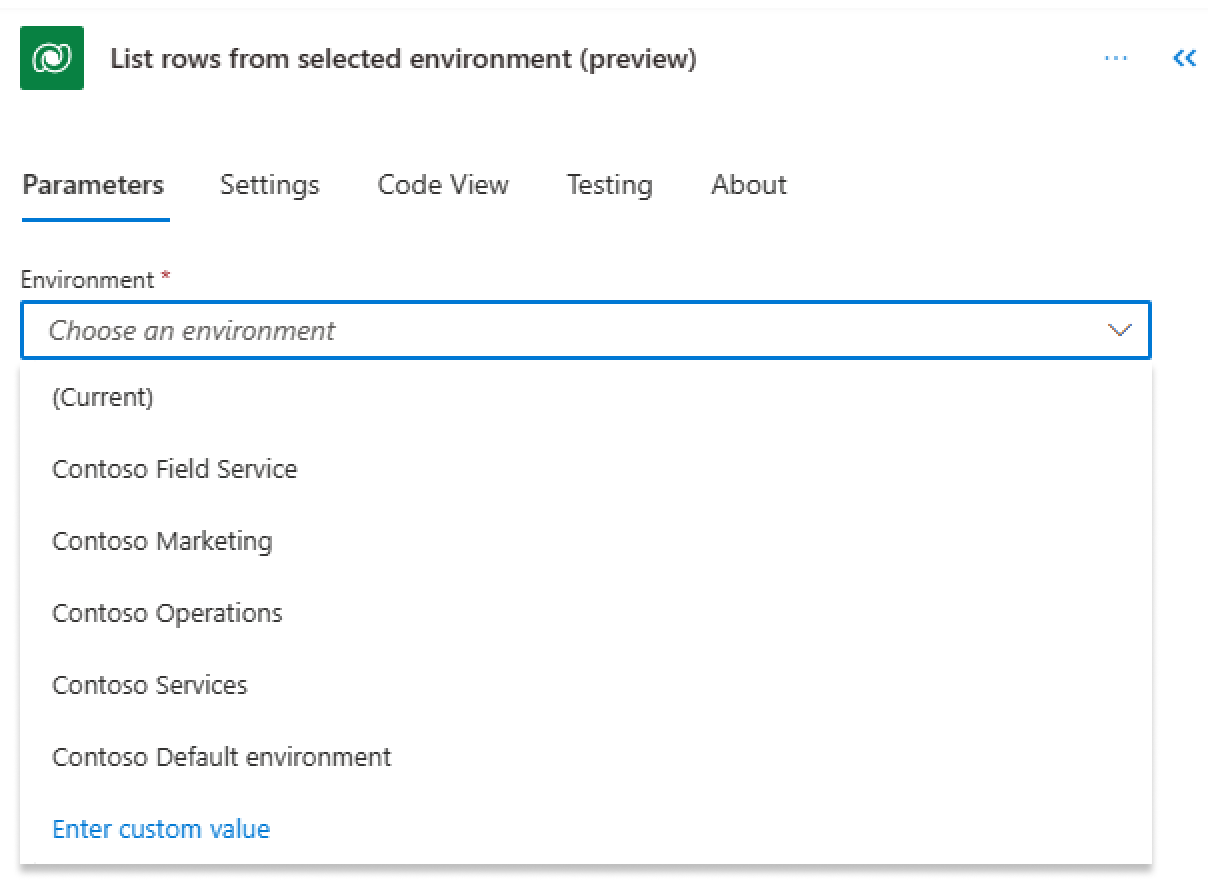 List rows from selected environment (preview)
Parameters Settings Code View Testing About
Environment *
Choose an environment
(Current)
Contoso Field Service
Contoso Marketing
Contoso Operations
Contoso Services
Contoso Default environment
Enter custom value